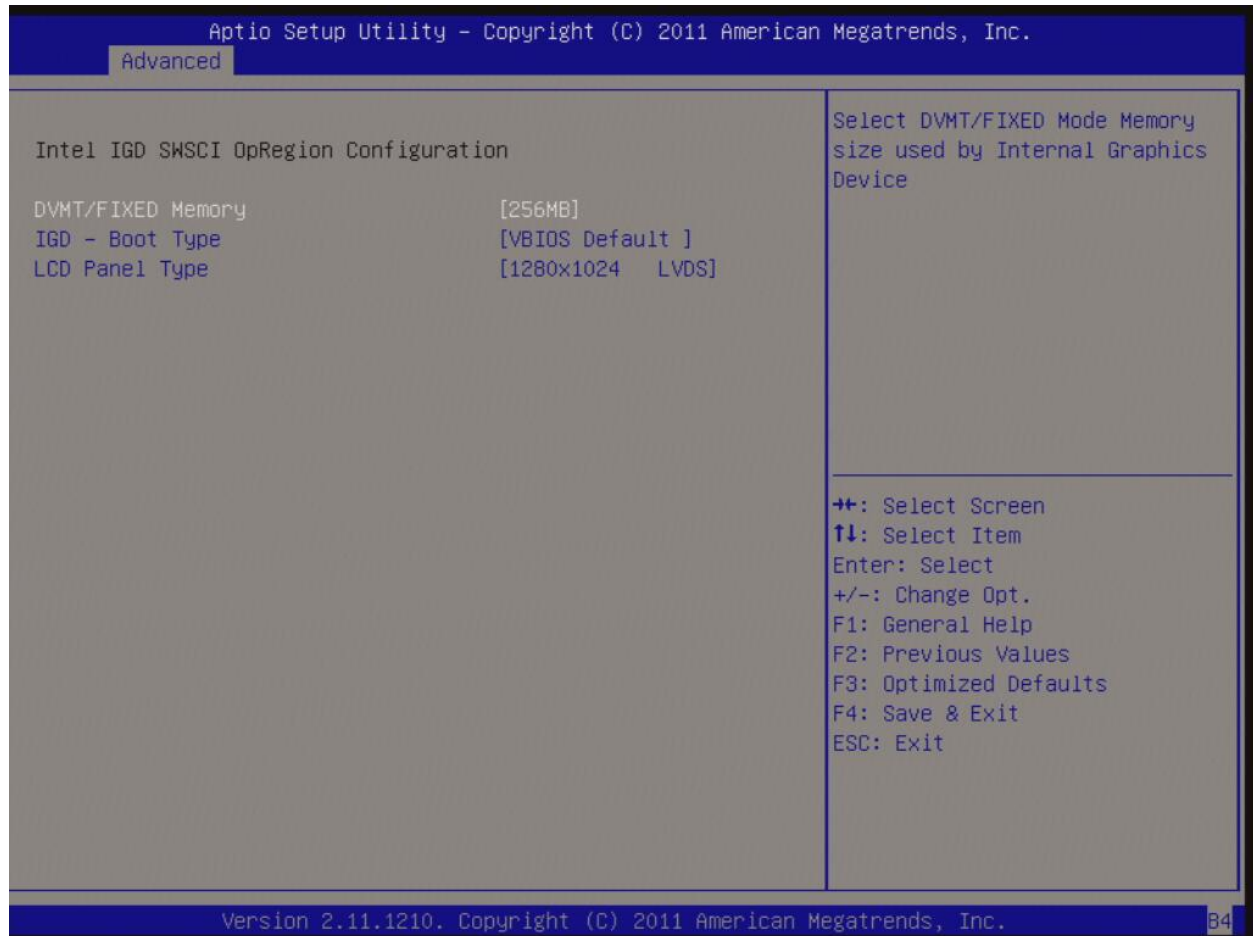 Aptio Setup Utility – Copyright (C) 2011 American Megatrends, Inc.
Advanced
Intel IGD SWSCI OpRegion Configuration
DVMT/FIXED Memory [256MB]
IGD – Boot Type [VBIOS Default ]
LCD Panel Type [1280x1024 LVDS]
Select DVMT/FIXED Mode Memory
size used by Internal Graphics
Device
→←: Select Screen
↑↓: Select Item
Enter: Select
+/-: Change Opt.
F1: General Help
F2: Previous Values
F3: Optimized Defaults
F4: Save & Exit
ESC: Exit
Version 2.11.1210. Copyright (C) 2011 American Megatrends, Inc.
B4